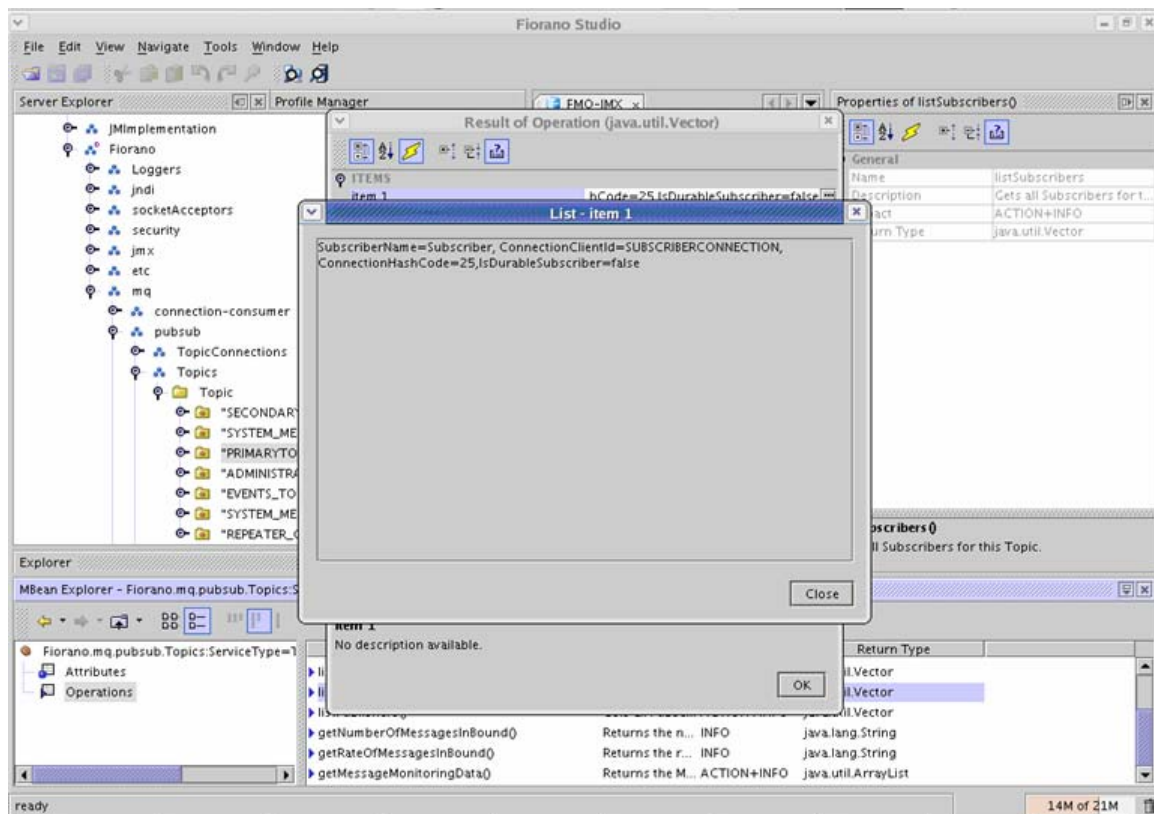 Fiorano Studio
File Edit View Navigate Tools Window Help
Server Explorer
Profile Manager
FMO-IMX
Properties of listSubscribers()
JMImplementation
Fiorano
Loggers
jndi
socketAcceptors
security
jmx
etc
mq
connection-consumer
pubsub
TopicConnections
Topics
Topic
"SECONDARY
"SYSTEM_ME
"PRIMARYTO
"ADMINISTRA
"EVENTS_TO
"SYSTEM_ME
"REPEATER_
Explorer
Result of Operation (java.util.Vector)
ITEMS
item 1 hCode=25,IsDurableSubscriber=false
List - item 1
SubscriberName=Subscriber, ConnectionClientId=SUBSCRIBERCONNECTION,
ConnectionHashCode=25,IsDurableSubscriber=false
Close
item 1
No description available.
OK
General
Name listSubscribers
Description Gets all Subscribers for t...
act ACTION+INFO
urn Type java.util.Vector
bscribers()
ll Subscribers for this Topic.
MBean Explorer - Fiorano.mq.pubsub.Topics:S
Fiorano.mq.pubsub.Topics:ServiceType=T
Attributes
Operations
Return Type
il.Vector
il.Vector
il.Vector
getNumberOfMessagesInBound() Returns the n... INFO java.lang.String
getRateOfMessagesInBound() Returns the r... INFO java.lang.String
getMessageMonitoringData() Returns the M... ACTION+INFO java.util.ArrayList
ready
14M of 21M